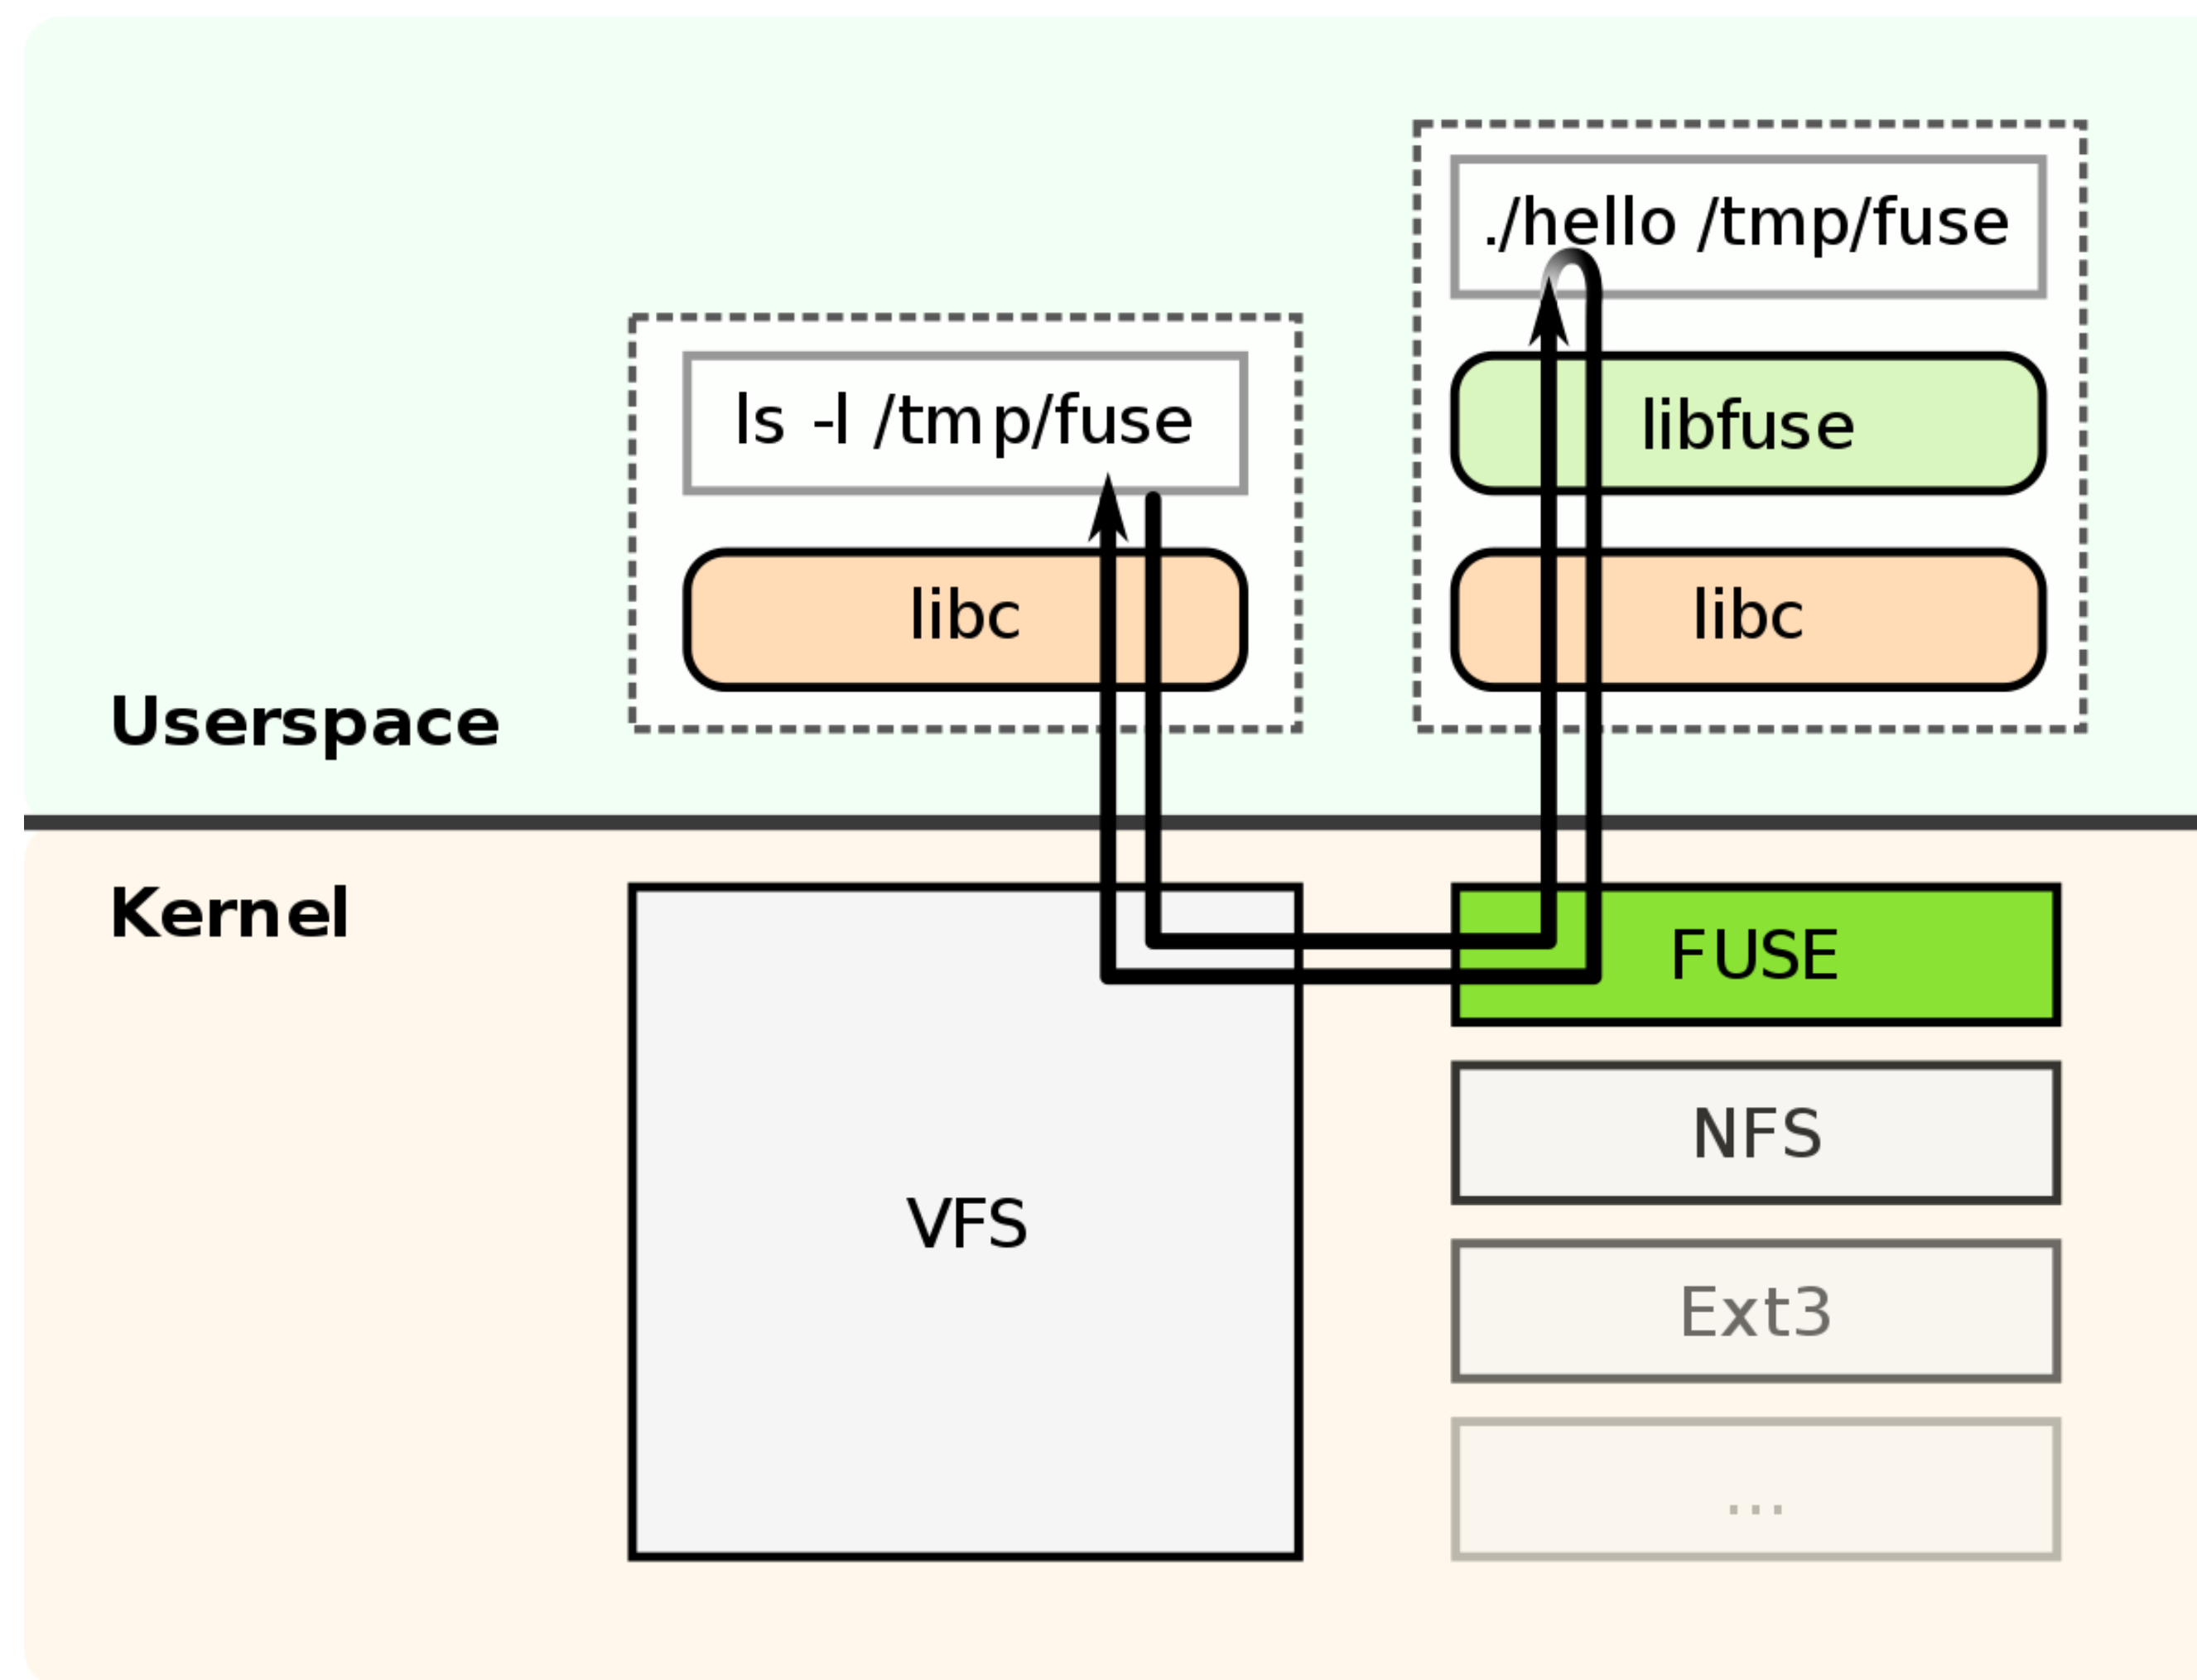 ./hello /tmp/fuse
ls -l /tmp/fuse
libfuse
libc
libc
Userspace
Kernel
FUSE
NFS
VFS
Ext3
...